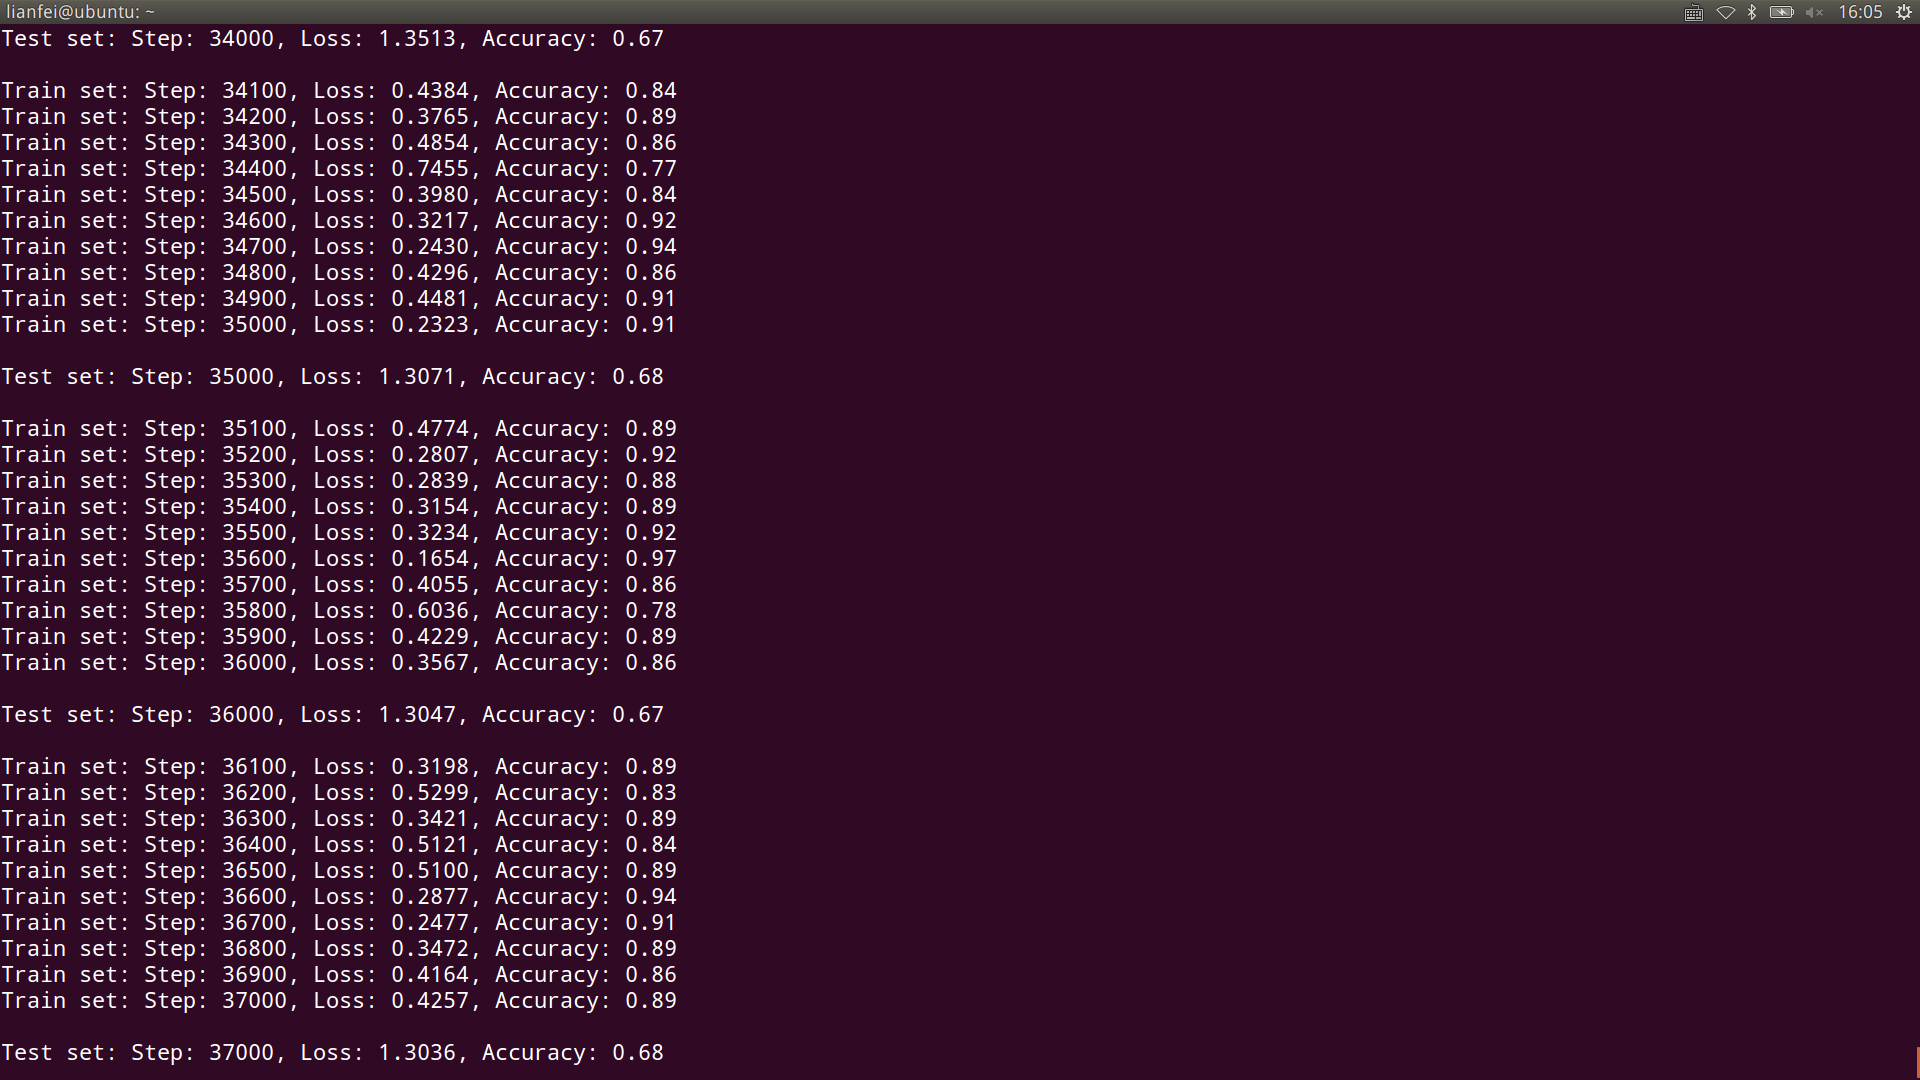 lianfei@ubuntu: ~
16:05
Test set: Step: 34000, Loss: 1.3513, Accuracy: 0.67
Train set: Step: 34100, Loss: 0.4384, Accuracy: 0.84
Train set: Step: 34200, Loss: 0.3765, Accuracy: 0.89
Train set: Step: 34300, Loss: 0.4854, Accuracy: 0.86
Train set: Step: 34400, Loss: 0.7455, Accuracy: 0.77
Train set: Step: 34500, Loss: 0.3980, Accuracy: 0.84
Train set: Step: 34600, Loss: 0.3217, Accuracy: 0.92
Train set: Step: 34700, Loss: 0.2430, Accuracy: 0.94
Train set: Step: 34800, Loss: 0.4296, Accuracy: 0.86
Train set: Step: 34900, Loss: 0.4481, Accuracy: 0.91
Train set: Step: 35000, Loss: 0.2323, Accuracy: 0.91
Test set: Step: 35000, Loss: 1.3071, Accuracy: 0.68
Train set: Step: 35100, Loss: 0.4774, Accuracy: 0.89
Train set: Step: 35200, Loss: 0.2807, Accuracy: 0.92
Train set: Step: 35300, Loss: 0.2839, Accuracy: 0.88
Train set: Step: 35400, Loss: 0.3154, Accuracy: 0.89
Train set: Step: 35500, Loss: 0.3234, Accuracy: 0.92
Train set: Step: 35600, Loss: 0.1654, Accuracy: 0.97
Train set: Step: 35700, Loss: 0.4055, Accuracy: 0.86
Train set: Step: 35800, Loss: 0.6036, Accuracy: 0.78
Train set: Step: 35900, Loss: 0.4229, Accuracy: 0.89
Train set: Step: 36000, Loss: 0.3567, Accuracy: 0.86
Test set: Step: 36000, Loss: 1.3047, Accuracy: 0.67
Train set: Step: 36100, Loss: 0.3198, Accuracy: 0.89
Train set: Step: 36200, Loss: 0.5299, Accuracy: 0.83
Train set: Step: 36300, Loss: 0.3421, Accuracy: 0.89
Train set: Step: 36400, Loss: 0.5121, Accuracy: 0.84
Train set: Step: 36500, Loss: 0.5100, Accuracy: 0.89
Train set: Step: 36600, Loss: 0.2877, Accuracy: 0.94
Train set: Step: 36700, Loss: 0.2477, Accuracy: 0.91
Train set: Step: 36800, Loss: 0.3472, Accuracy: 0.89
Train set: Step: 36900, Loss: 0.4164, Accuracy: 0.86
Train set: Step: 37000, Loss: 0.4257, Accuracy: 0.89
Test set: Step: 37000, Loss: 1.3036, Accuracy: 0.68